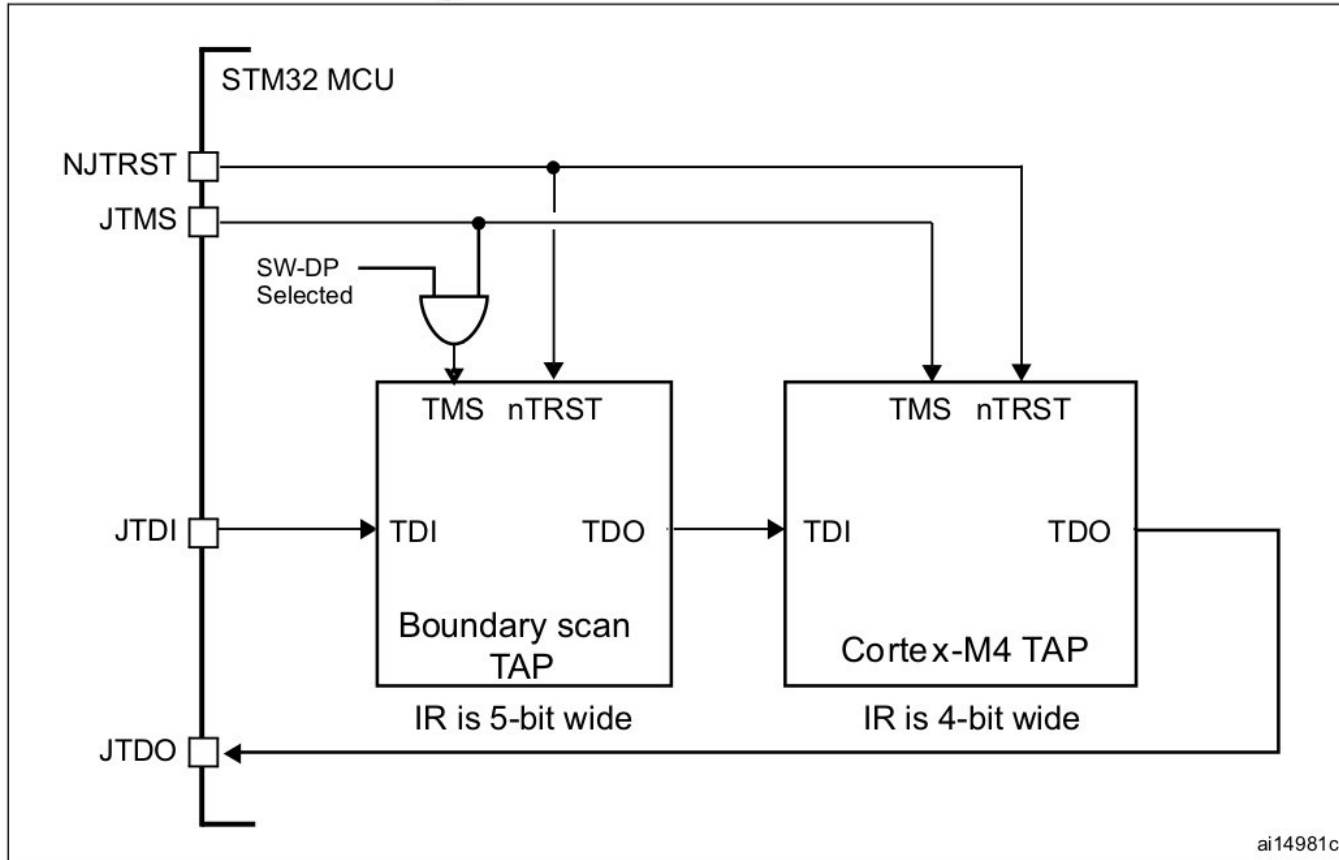 STM32 MCU
NJTRST
JTMS
SW-DP
Selected
TMS nTRST
TMS nTRST
JTDI
TDI
TDO
TDI
TDO
Boundary scan
TAP
Cortex-M4 TAP
IR is 5-bit wide
IR is 4-bit wide
JTDO
ai14981c